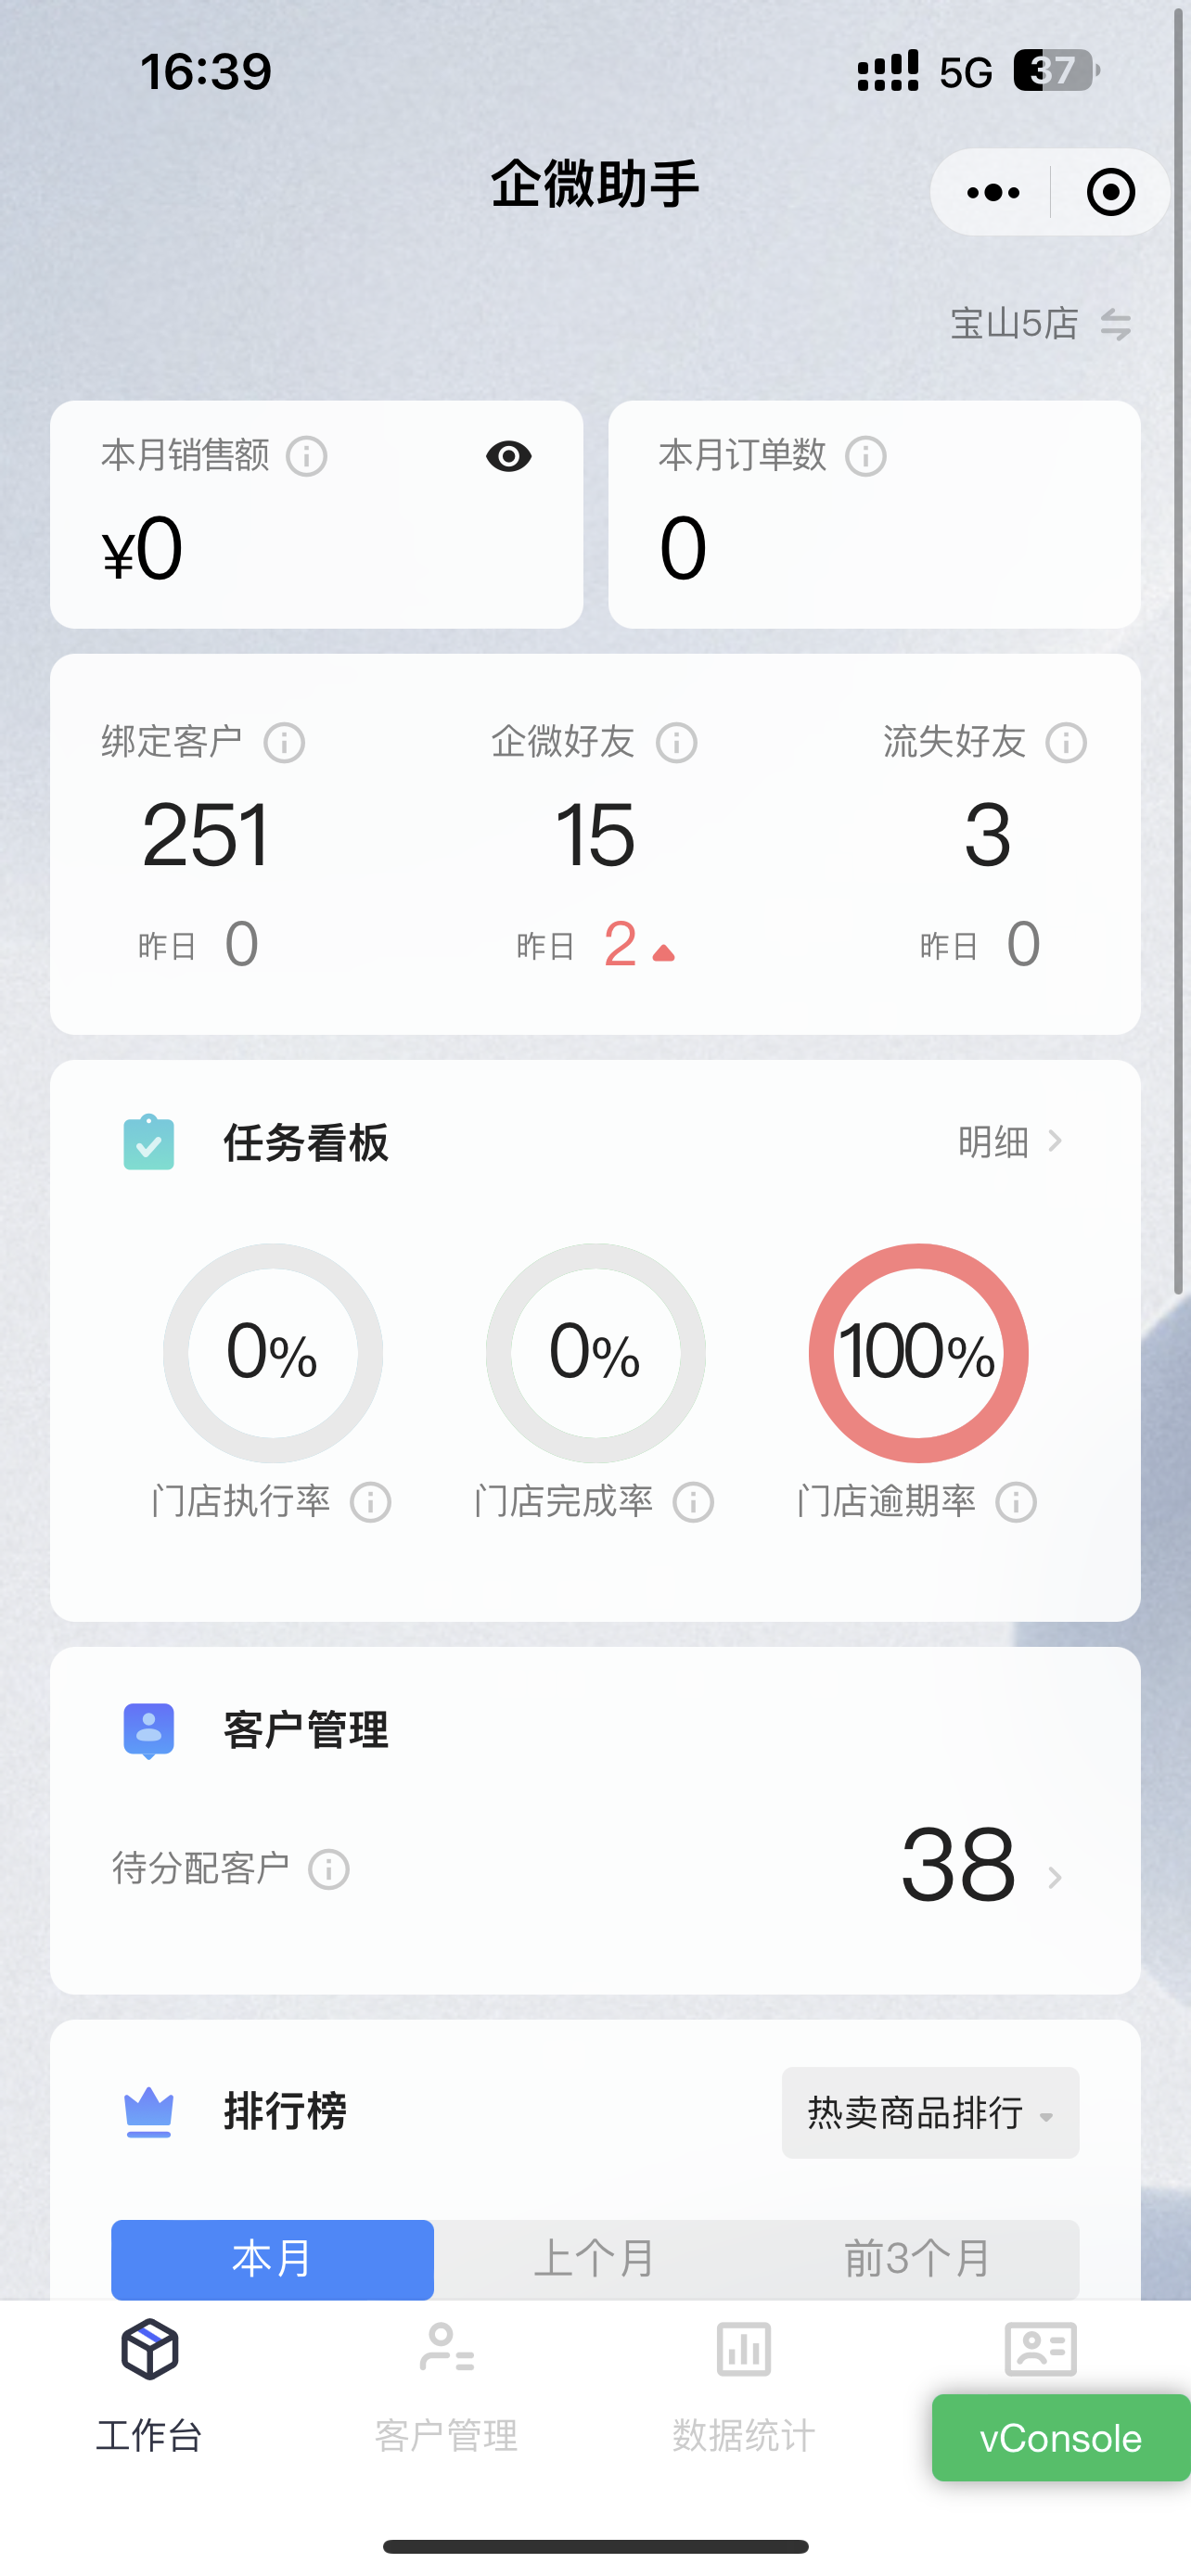 16:39 5G 37
企微助手
宝山5店
本月销售额 本月订单数
¥0 0
绑定客户 企微好友 流失好友
251 15 3
昨日 0 昨日 2 昨日 0
任务看板 明细
0% 0% 100%
门店执行率 门店完成率 门店逾期率
客户管理
待分配客户 38
排行榜 热卖商品排行
本月 上个月 前3个月
工作台 客户管理 数据统计 vConsole